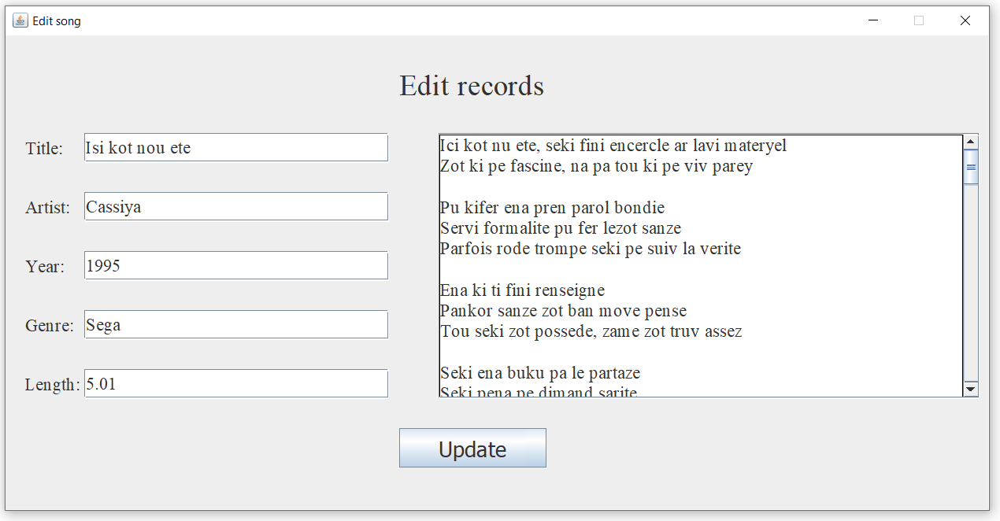 Edit song
Edit records
Title:
Isi kot nou ete
Artist:
Cassiya
Year:
1995
Genre:
Sega
Length:
5.01
Ici kot nu ete, seki fini encercle ar lavi materyel
Zot ki pe fascine, na pa tou ki pe viv parey
Pu kifer ena pren parol bondie
Servi formalite pu fer lezot sanze
Parfois rode trompe seki pe suiv la verite
Ena ki ti fini renseigne
Pankor sanze zot ban move pense
Tou seki zot possede, zame zot truv assez
Seki ena buku pa le partaze
Seki pena pe dimand sarite
Update